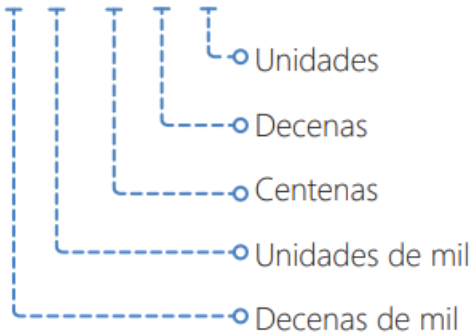 Unidades
Decenas
Centenas
Unidades de mil
Decenas de mil